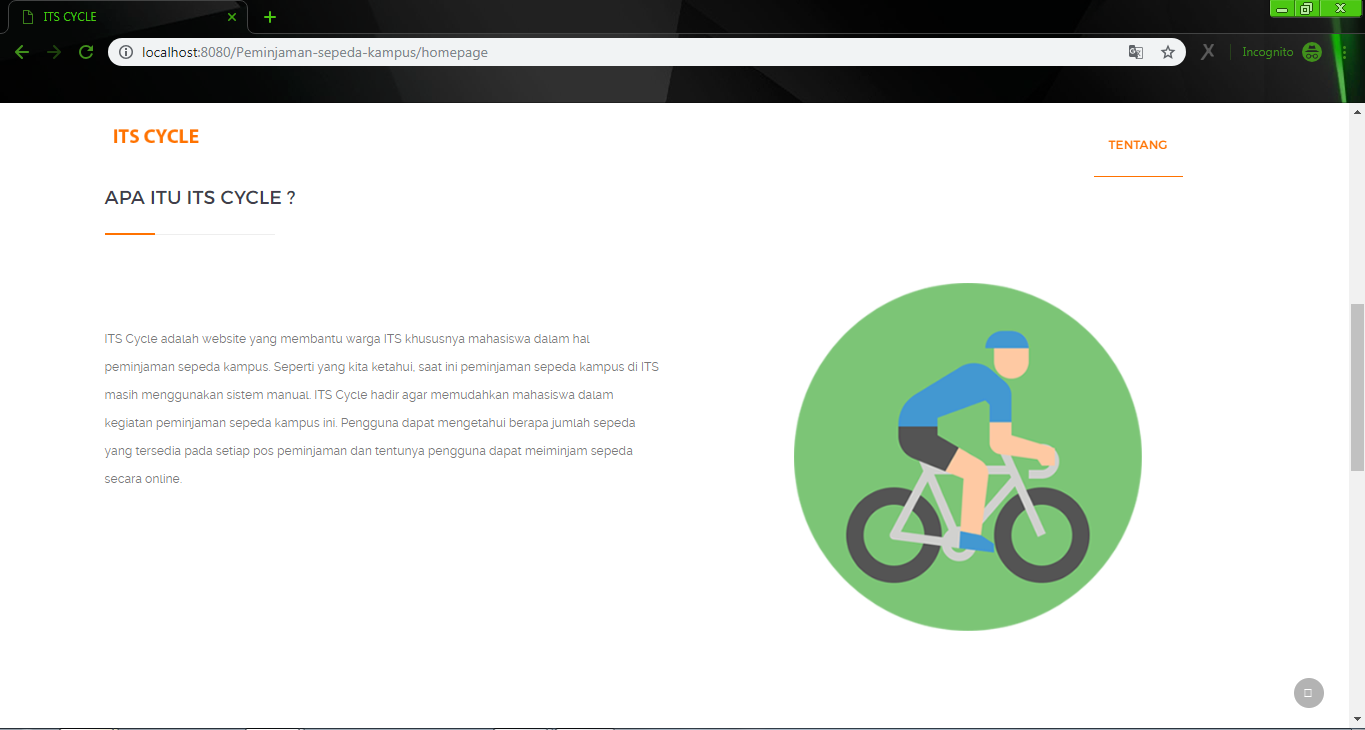 ITS CYCLE
localhost:8080/Peminjaman-sepeda-kampus/homepage
Incognito
ITS CYCLE
TENTANG
APA ITU ITS CYCLE ?
ITS Cycle adalah website yang membantu warga ITS khususnya mahasiswa dalam hal
peminjaman sepeda kampus. Seperti yang kita ketahui, saat ini peminjaman sepeda kampus di ITS
masih menggunakan sistem manual. ITS Cycle hadir agar memudahkan mahasiswa dalam
kegiatan peminjaman sepeda kampus ini. Pengguna dapat mengetahui berapa jumlah sepeda
yang tersedia pada setiap pos peminjaman dan tentunya pengguna dapat meiminjam sepeda
secara online.